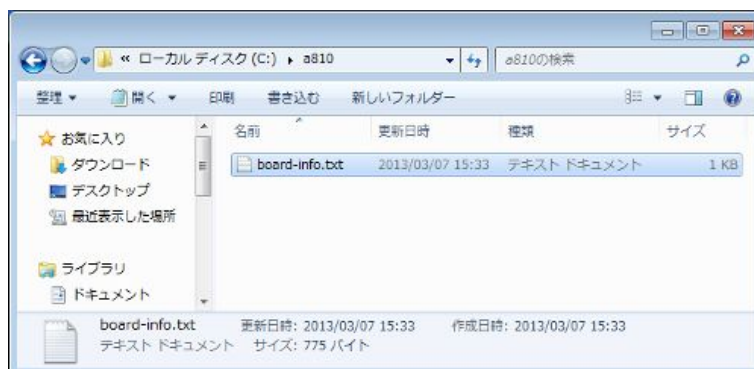 « ローカル ディスク (C:) ▸ a810
a810の検索
整理 ▼ 開く ▼ 印刷 書き込む 新しいフォルダー
お気に入り
ダウンロード
デスクトップ
最近表示した場所
ライブラリ
ドキュメント
名前 更新日時 種類 サイズ
board-info.txt 2013/03/07 15:33 テキスト ドキュメント 1 KB
board-info.txt 更新日時: 2013/03/07 15:33 作成日時: 2013/03/07 15:33
テキスト ドキュメント サイズ: 775 バイト